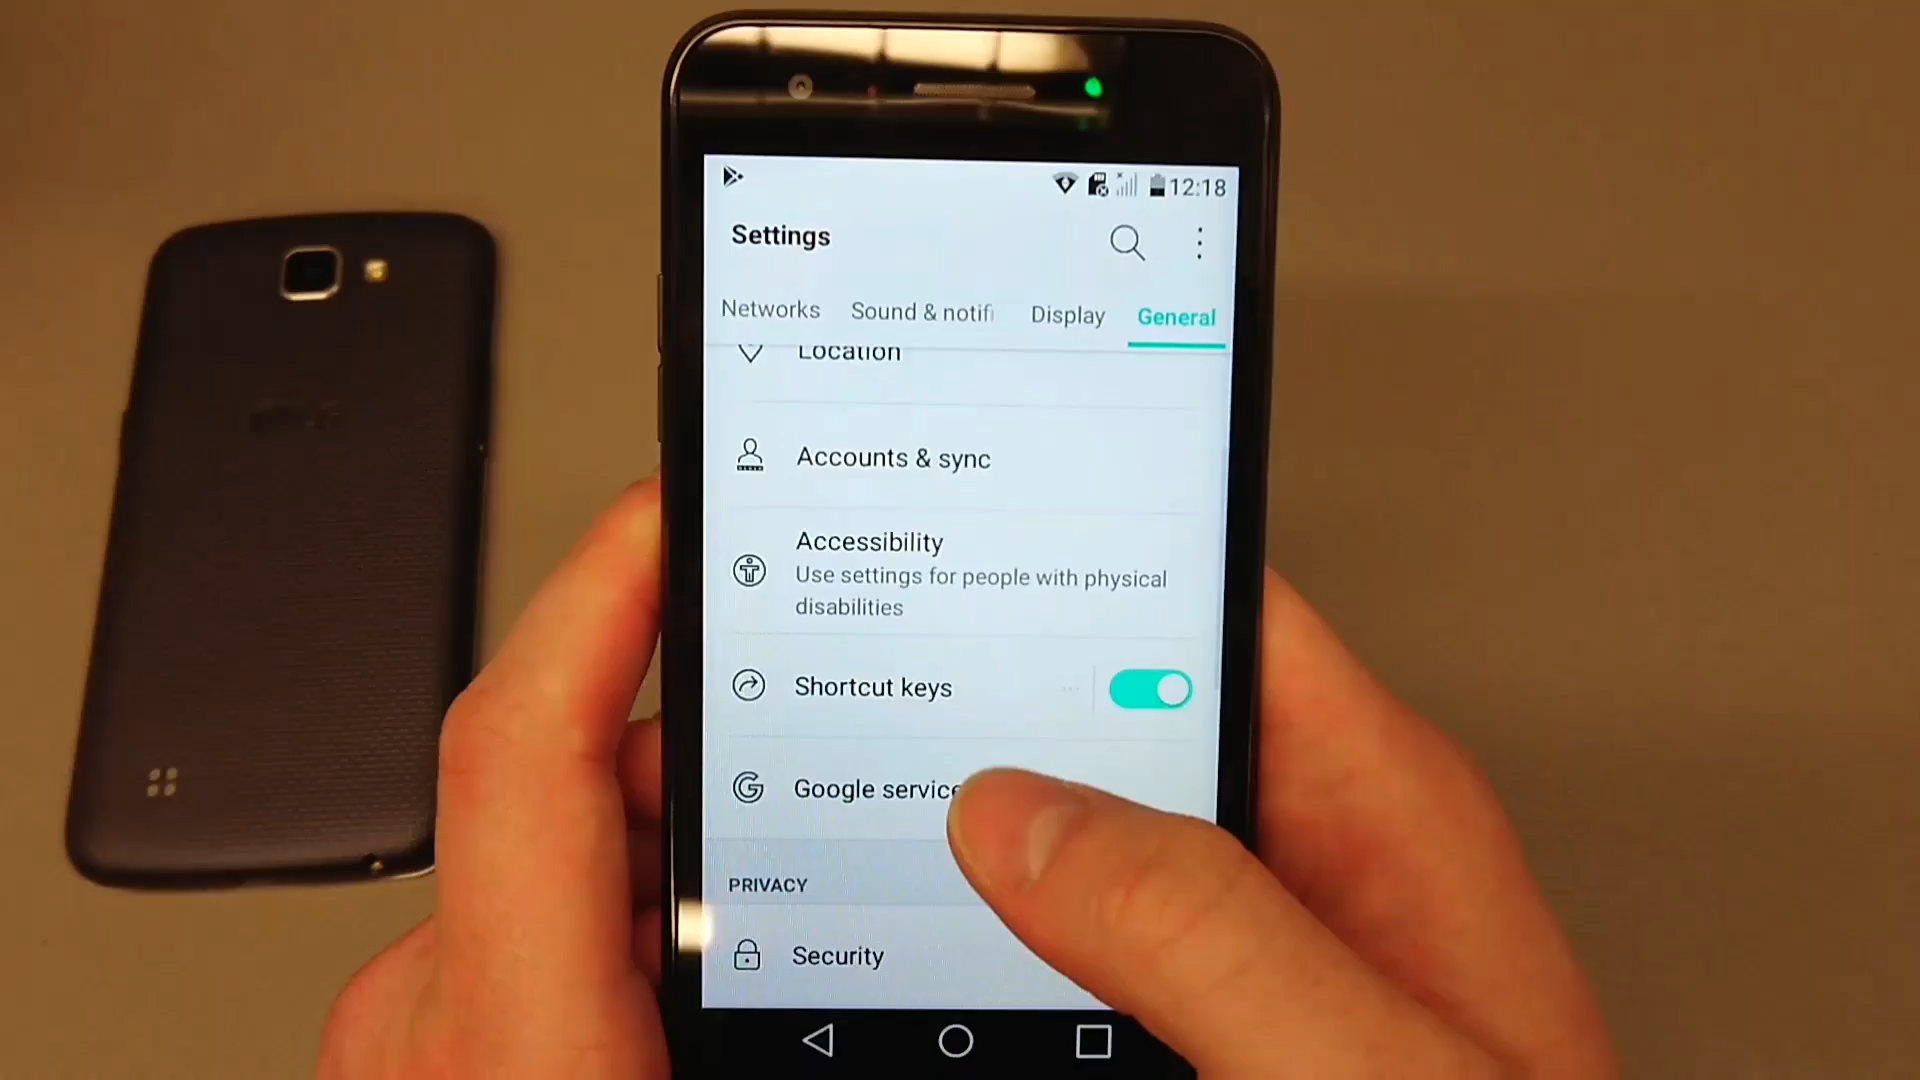 12:18
Settings
Networks Sound & notifi Display General
Location
Accounts & sync
Accessibility
Use settings for people with physical
disabilities
Shortcut keys
Google service
PRIVACY
Security